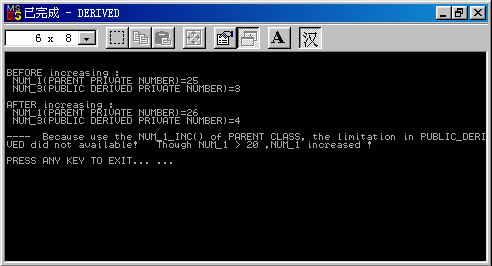 已完成 - DERIVED
6 x 8
A
汉
BEFORE increasing :
NUM_1(PARENT PRIVATE NUMBER)=25
NUM_3(PUBLIC DERIVED PRIVATE NUMBER)=3
AFTER increasing :
NUM_1(PARENT PRIVATE NUMBER)=26
NUM_3(PUBLIC DERIVED PRIVATE NUMBER)=4
----  Because use the NUM_1_INC() of PARENT CLASS, the limitation in PUBLIC_DERI
VED did not available!   Though NUM_1 > 20 ,NUM_1 increased !
PRESS ANY KEY TO EXIT... ...